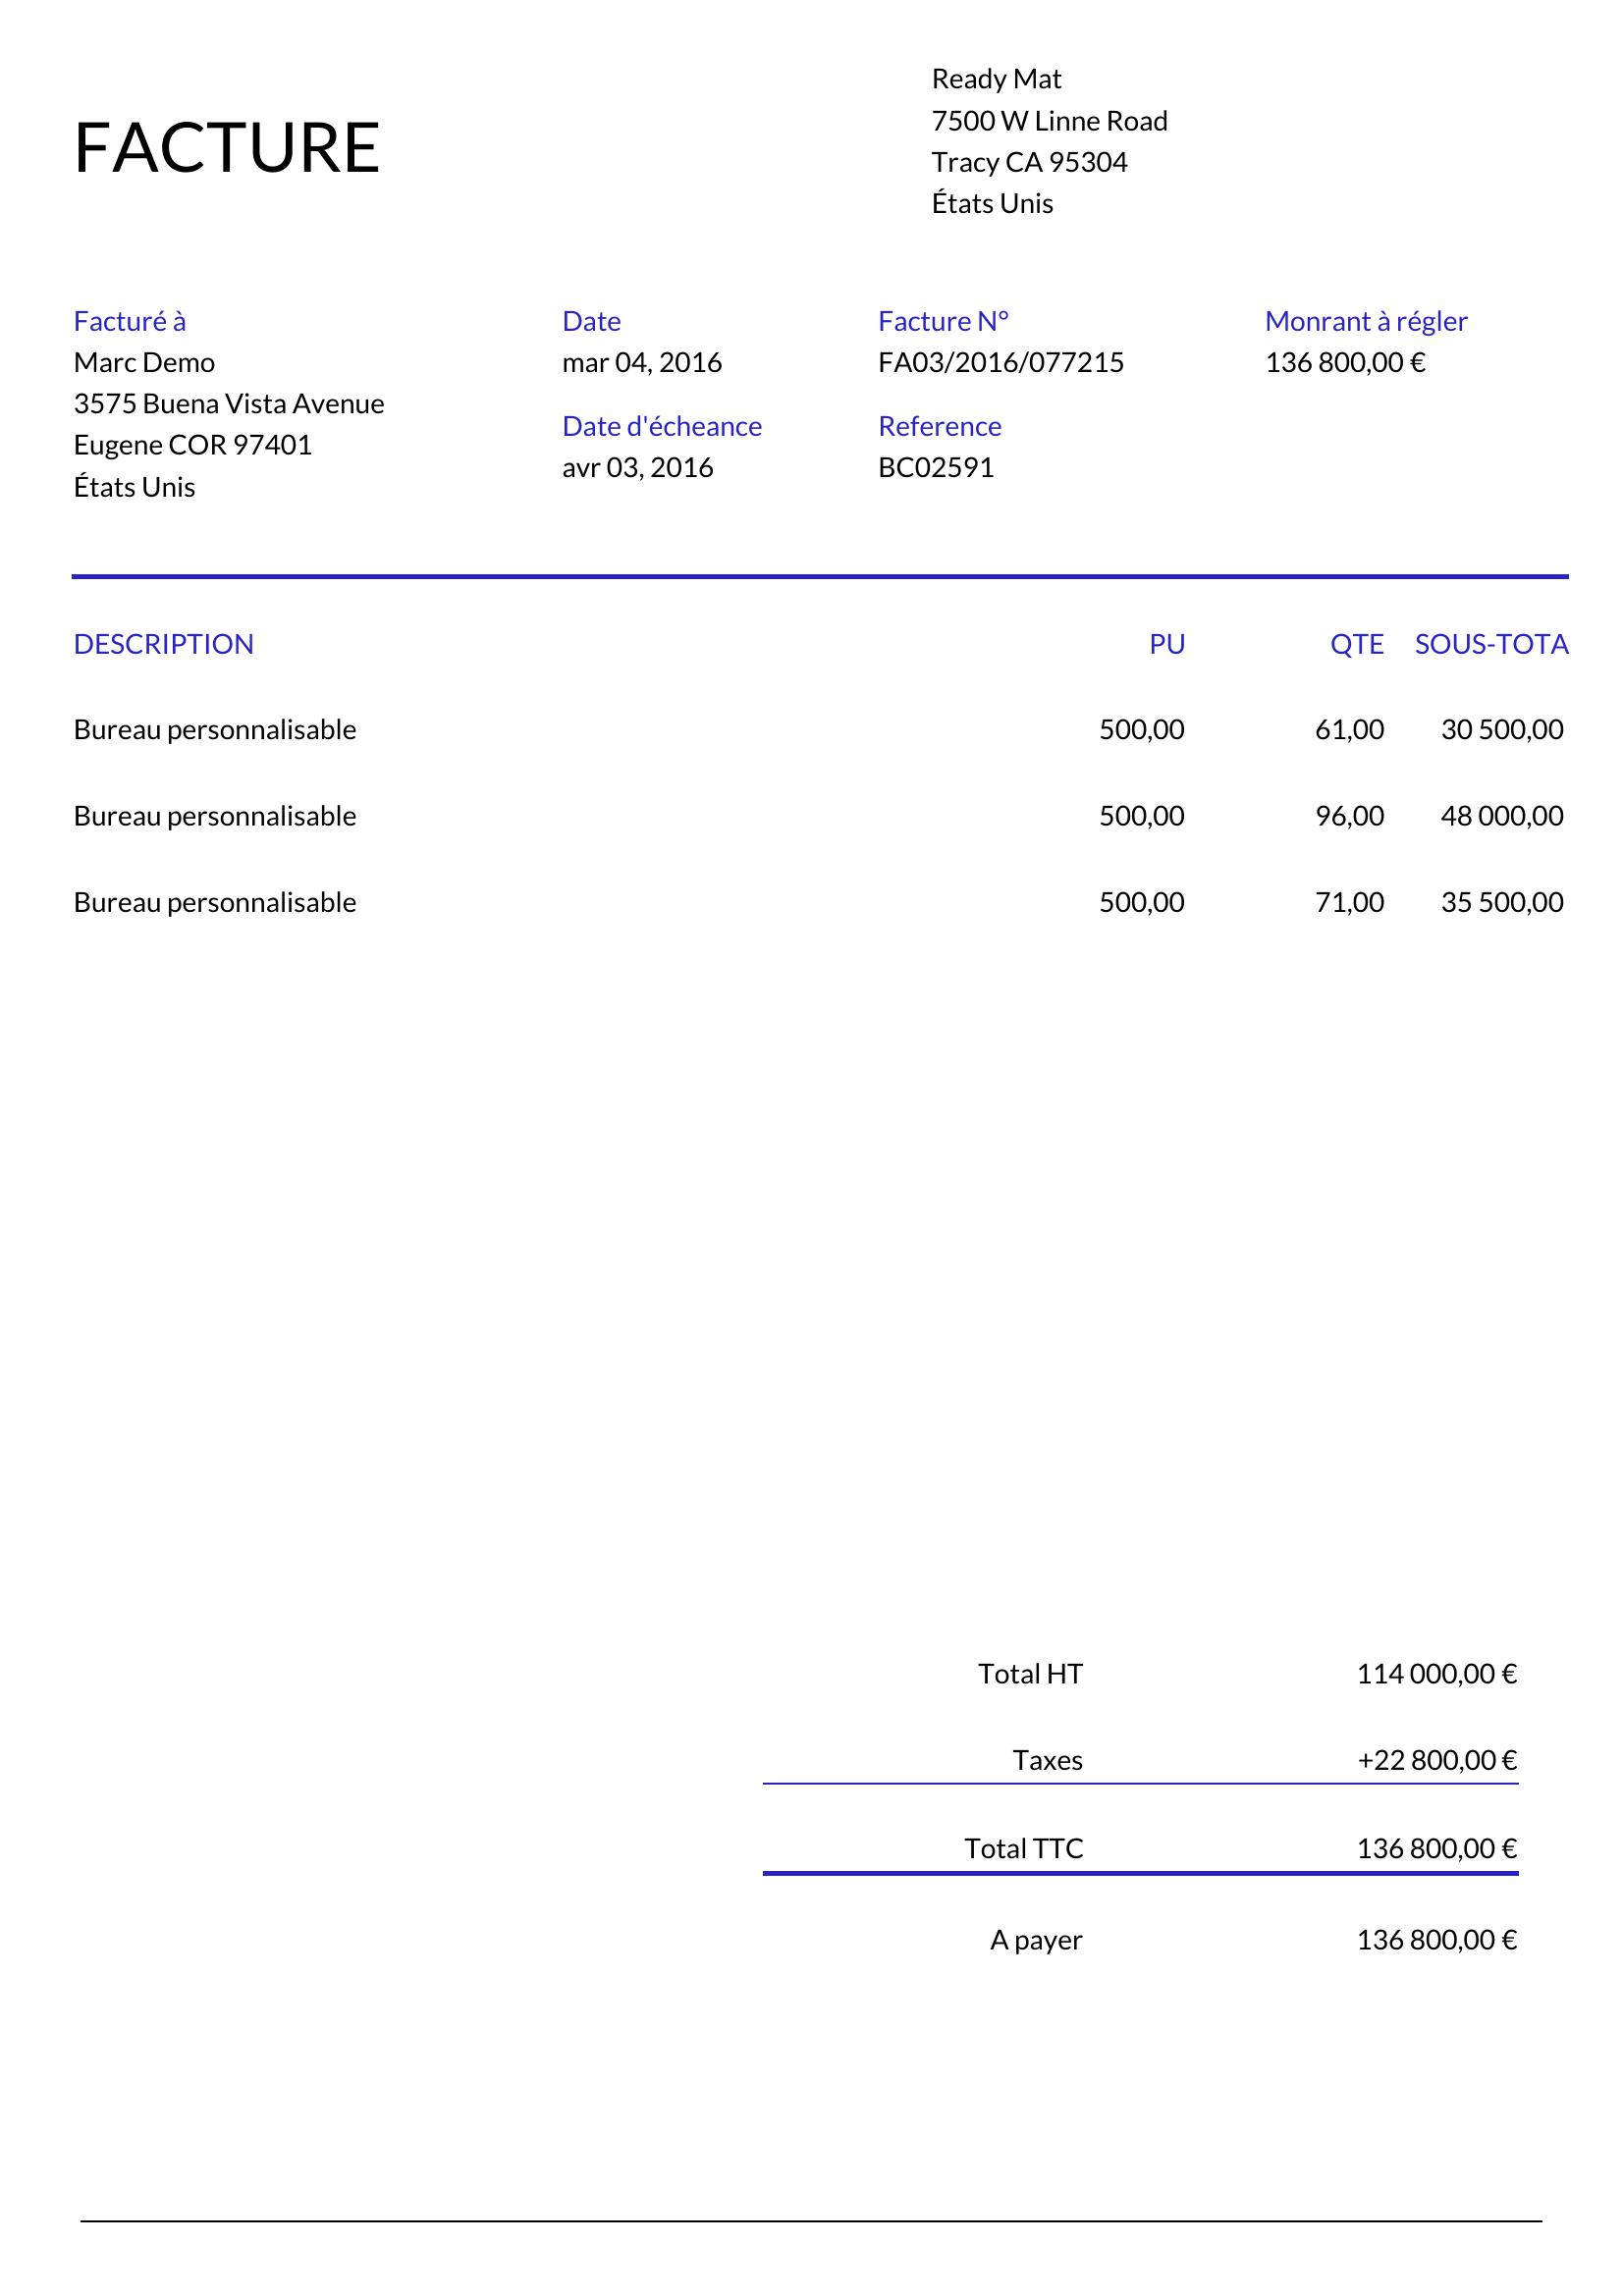 Ready Mat
7500 W Linne Road
Tracy CA 95304
États Unis
FACTURE
Facturé à
Marc Demo
3575 Buena Vista Avenue
Eugene COR 97401
États Unis
Date
mar 04, 2016
Date d'écheance
avr 03, 2016
Facture N°
FA03/2016/077215
Reference
BC02591
Monrant à régler
136 800,00 €
DESCRIPTION PU QTE SOUS-TOTA
Bureau personnalisable 500,00 61,00 30 500,00
Bureau personnalisable 500,00 96,00 48 000,00
Bureau personnalisable 500,00 71,00 35 500,00
Total HT 114 000,00 €
Taxes +22 800,00 €
Total TTC 136 800,00 €
A payer 136 800,00 €